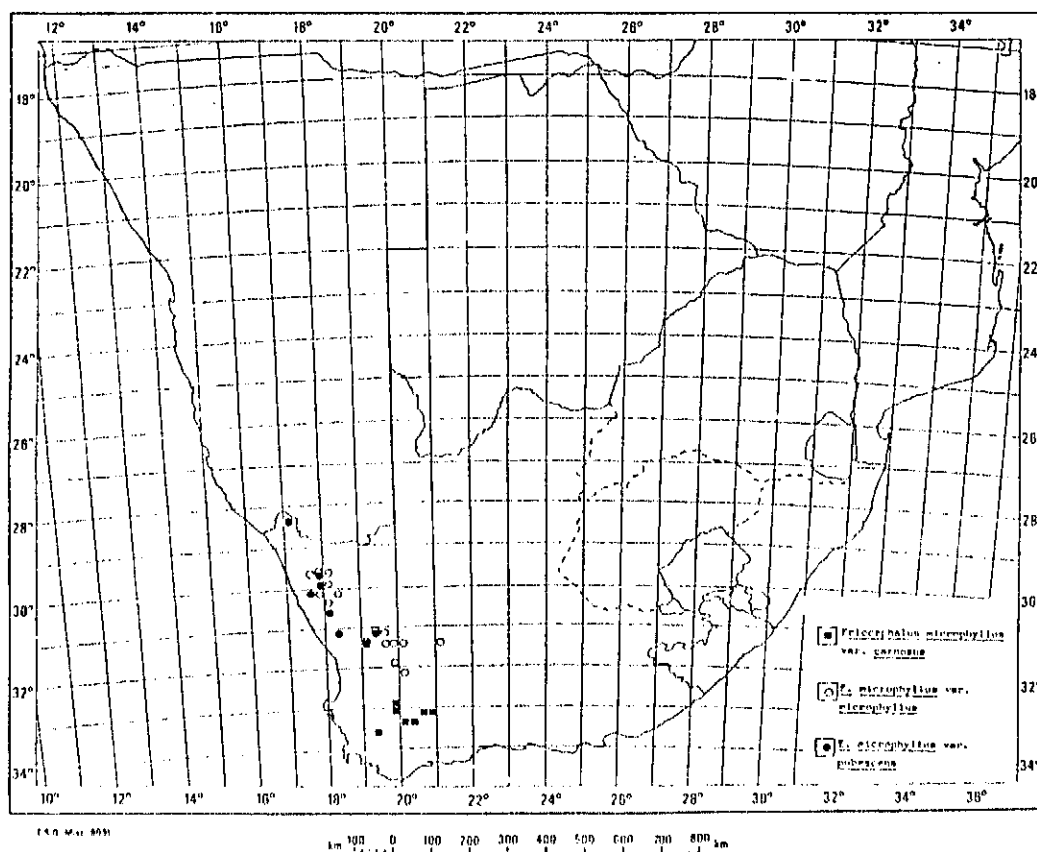 12° 14° 16° 18° 20° 22° 24° 26° 28° 30° 32° 34°
18° 18
20° 20
22° 22
24° 24°
26° 26°
28° 28°
30° 30
32° 32°
34° 34°
10° 12° 14° 16° 18° 20° 22° 24° 26° 28° 30° 32° 34° 36°
Eriocephalus microphyllus
var. carnosus
E. microphyllus var.
microphyllus
E. microphyllus var.
pubescens
km 100 0 100 200 300 400 500 600 700 800 km